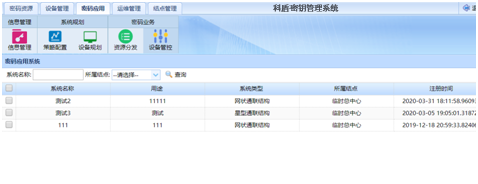 密码资源 设备管理 密码应用 运维管理 结点管理 科盾密钥管理系统
信息管理 系统规划 密码业务
信息管理 策略配置 设备规划 资源分发 设备管控
密码应用系统
系统名称: 所属结点: --请选择-- 查询
系统名称 用途 系统类型 所属结点 注册时间
测试2 11111 网状通联结构 临时总中心 2020-03-31 18:11:58.9609
测试3 测试 星型通联结构 临时总中心 2020-03-05 19:05:01.3187
111 111 网状通联结构 临时总中心 2019-12-18 20:59:33.8240